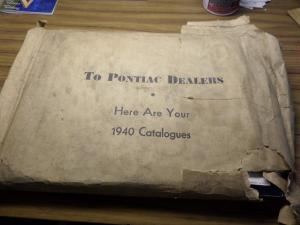 To Pontiac Dealers
•
Here Are Your
1940 Catalogues